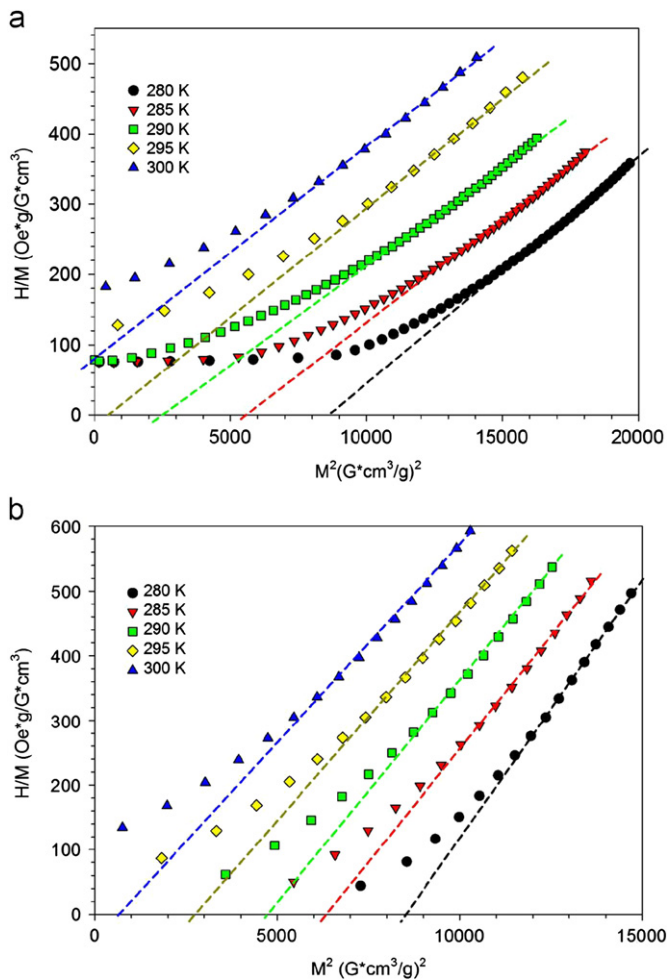 a
500
400
300
200
100
0
H/M (Oe*g/G*cm³)
280 K
285 K
290 K
295 K
300 K
0 5000 10000 15000 20000
M²(G*cm³/g)²
b
600
500
400
300
200
100
0
H/M (Oe*g/G*cm³)
280 K
285 K
290 K
295 K
300 K
0 5000 10000 15000
M² (G*cm³/g)²